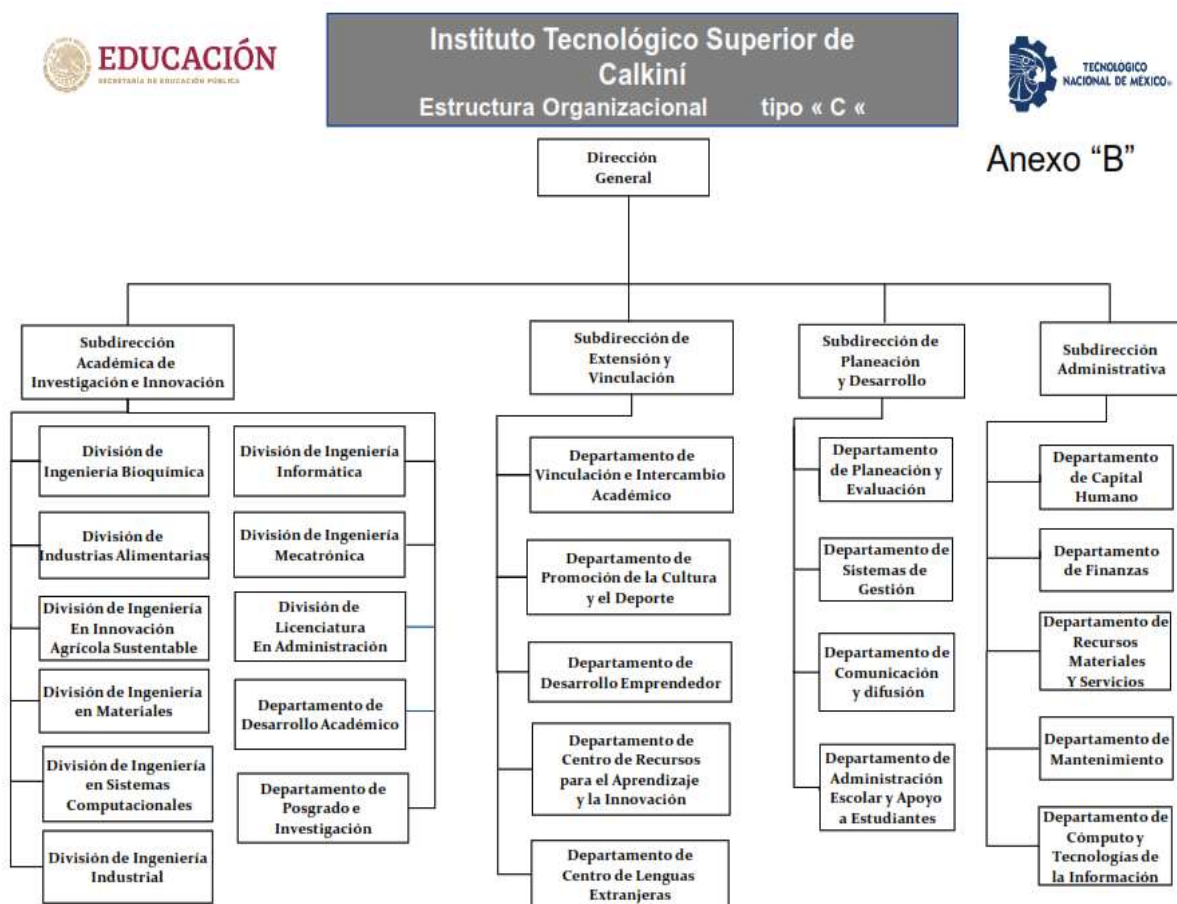 EDUCACIÓN
SECRETARÍA DE EDUCACIÓN PÚBLICA
Instituto Tecnológico Superior de
Calkiní
Estructura Organizacional tipo « C «
TECNOLÓGICO
NACIONAL DE MÉXICO®
Anexo “B”
Dirección
General
Subdirección
Académica de
Investigación e Innovación
Subdirección de
Extensión y
Vinculación
Subdirección de
Planeación
y Desarrollo
Subdirección
Administrativa
División de
Ingeniería Bioquímica
División de
Industrias Alimentarias
División de Ingeniería
En Innovación
Agrícola Sustentable
División de Ingeniería
en Materiales
División de Ingeniería
en Sistemas
Computacionales
División de Ingeniería
Industrial
División de Ingeniería
Informática
División de Ingeniería
Mecatrónica
División de
Licenciatura
En Administración
Departamento de
Desarrollo Académico
Departamento de
Posgrado e
Investigación
Departamento de
Vinculación e Intercambio
Académico
Departamento de
Promoción de la Cultura
y el Deporte
Departamento de
Desarrollo Emprendedor
Departamento de
Centro de Recursos
para el Aprendizaje
y la Innovación
Departamento de
Centro de Lenguas
Extranjeras
Departamento
de Planeación y
Evaluación
Departamento de
Sistemas de
Gestión
Departamento de
Comunicación
y difusión
Departamento de
Administración
Escolar y Apoyo
a Estudiantes
Departamento
de Capital
Humano
Departamento
de Finanzas
Departamento de
Recursos
Materiales
Y Servicios
Departamento de
Mantenimiento
Departamento de
Cómputo y
Tecnologías de
la Información